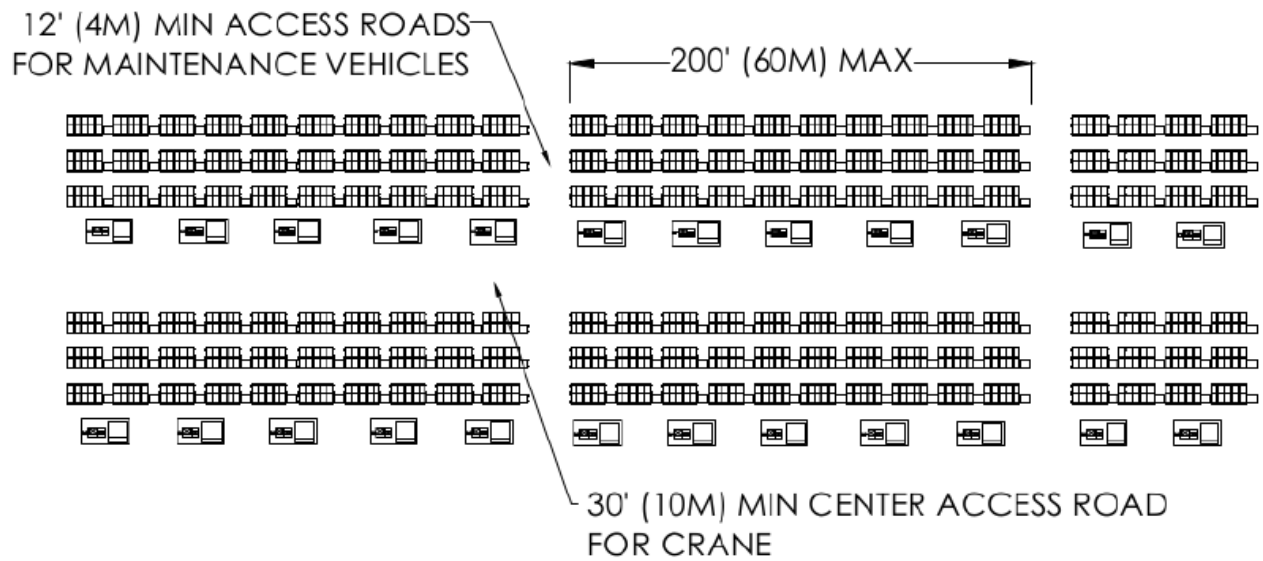 12' (4M) MIN ACCESS ROADS
FOR MAINTENANCE VEHICLES
200' (60M) MAX
30' (10M) MIN CENTER ACCESS ROAD
FOR CRANE